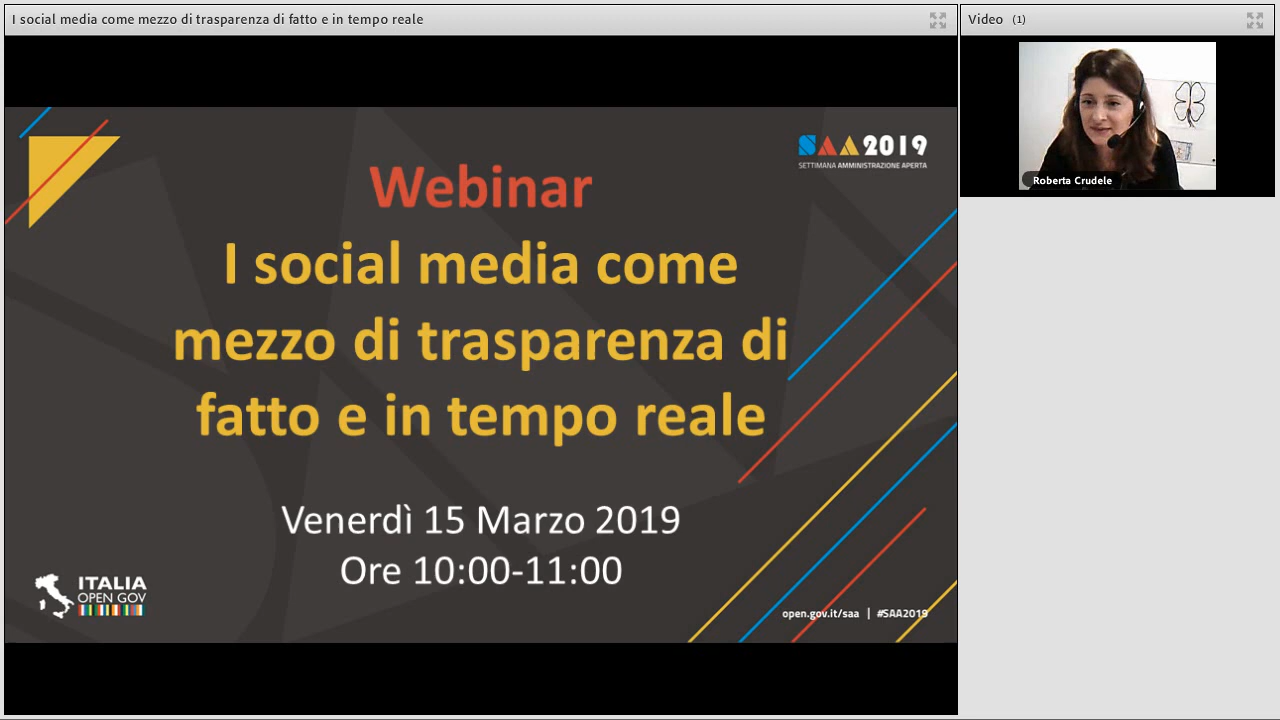 I social media come mezzo di trasparenza di fatto e in tempo reale
Video (1)
Roberta Crudele
SAA2019
SETTIMANA AMMINISTRAZIONE APERTA
Webinar
I social media come
mezzo di trasparenza di
fatto e in tempo reale
Venerdì 15 Marzo 2019
Ore 10:00-11:00
ITALIA
OPEN GOV
open.gov.it/saa | #SAA2019